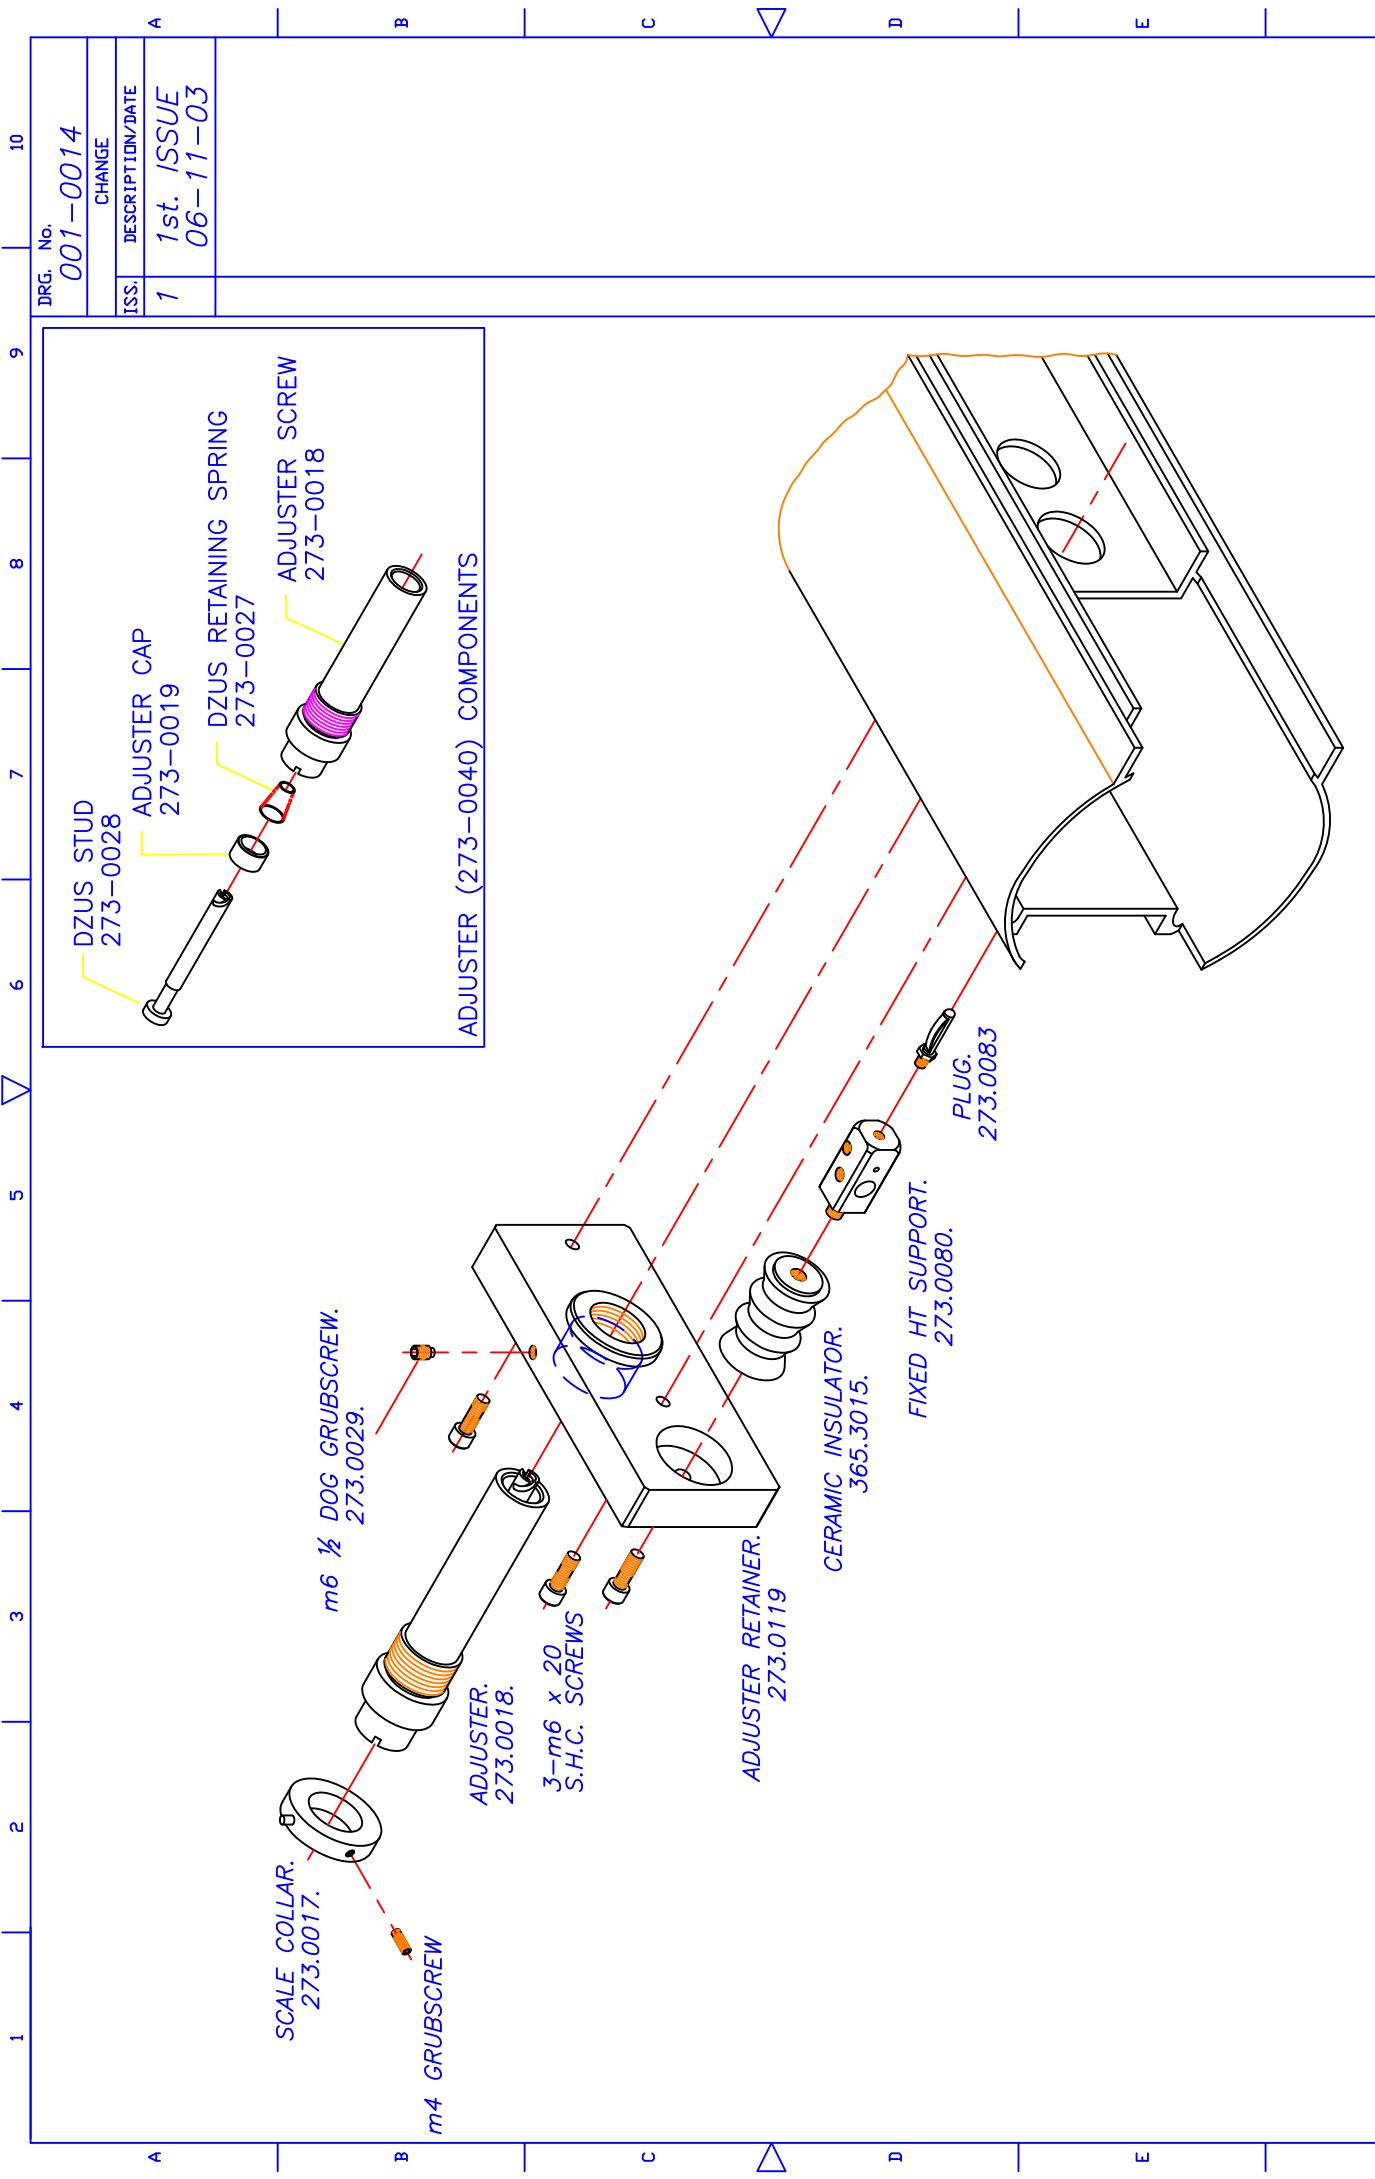 1 2 3 4 5 6 7 8 9 10
A
B
C
D
E
A
B
C
D
E
DRG. No.
001-0014
CHANGE
ISS. DESCRIPTION/DATE
1 1st. ISSUE
06-11-03
DZUS STUD
273-0028
ADJUSTER CAP
273-0019
DZUS RETAINING SPRING
273-0027
ADJUSTER SCREW
273-0018
ADJUSTER (273-0040) COMPONENTS
SCALE COLLAR.
273.0017.
m4 GRUBSCREW
m6 ½ DOG GRUBSCREW.
273.0029.
ADJUSTER.
273.0018.
3-m6 x 20
S.H.C. SCREWS
ADJUSTER RETAINER.
273.0119
CERAMIC INSULATOR.
365.3015.
FIXED HT SUPPORT.
273.0080.
PLUG.
273.0083